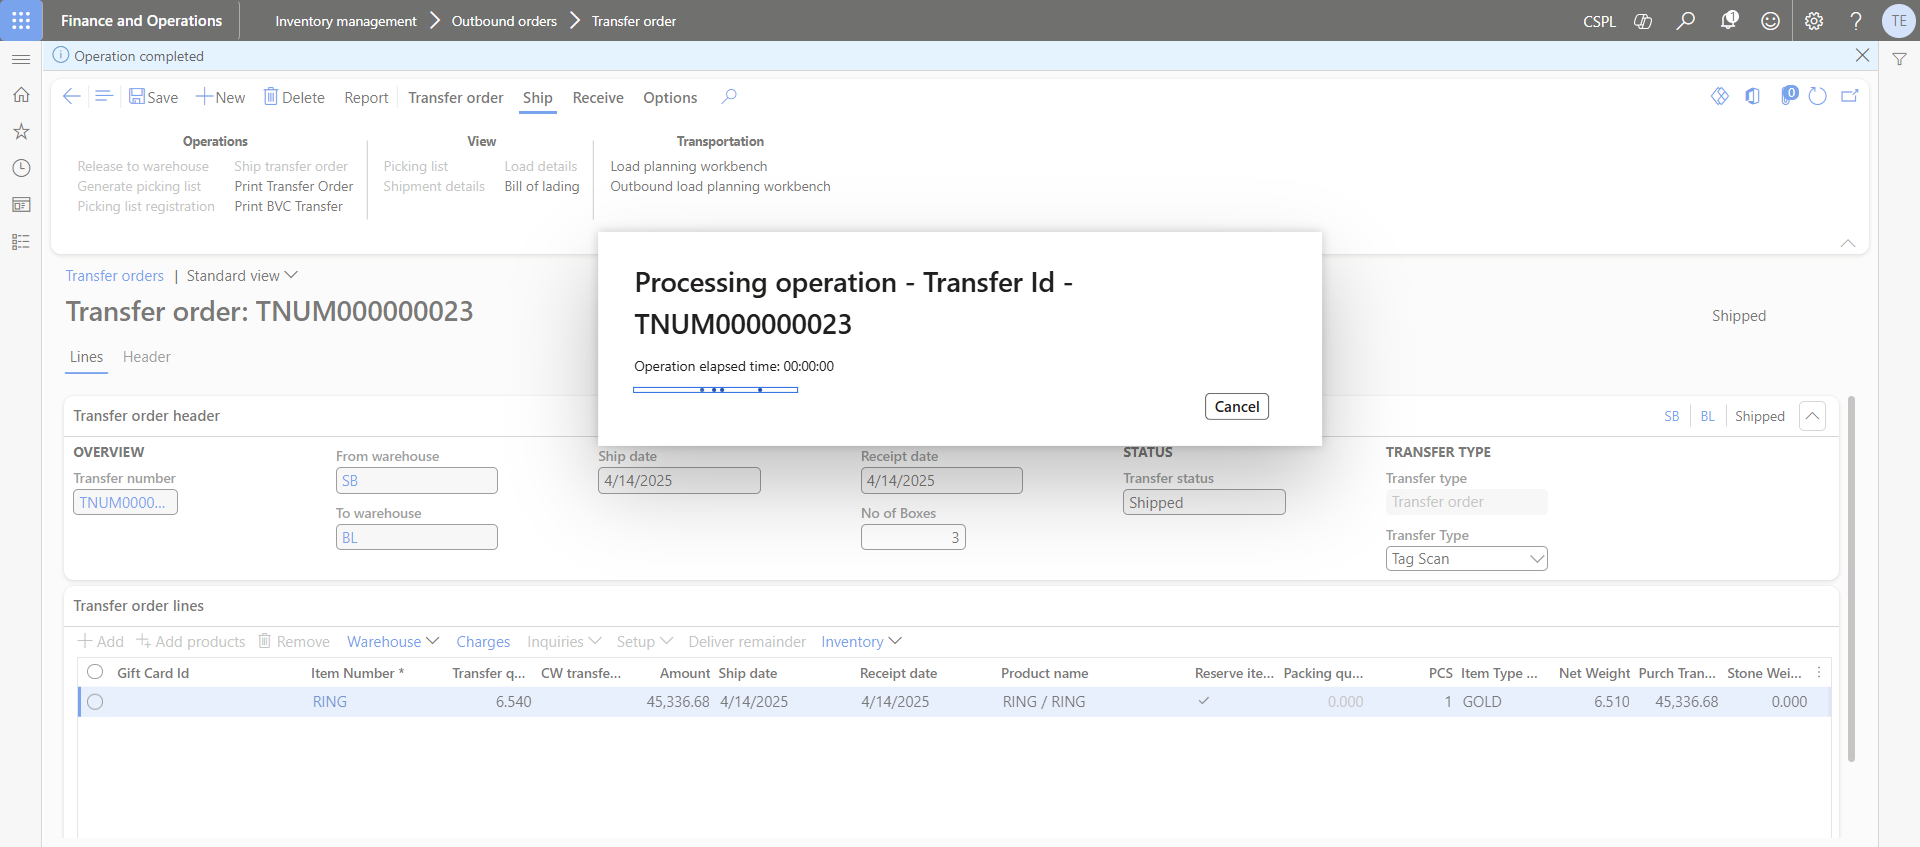 Finance and Operations
Inventory management > Outbound orders > Transfer order
CSPL
1
TE
Operation completed
Save
New
Delete
Report
Transfer order
Ship
Receive
Options
0
Operations
Release to warehouse
Generate picking list
Picking list registration
Ship transfer order
Print Transfer Order
Print BVC Transfer
View
Picking list
Shipment details
Load details
Bill of lading
Transportation
Load planning workbench
Outbound load planning workbench
Transfer orders | Standard view
Transfer order: TNUM000000023
Shipped
Lines
Header
Processing operation - Transfer Id -
TNUM000000023
Operation elapsed time: 00:00:00
Cancel
Transfer order header
SB
BL
Shipped
OVERVIEW
Transfer number
TNUM0000...
From warehouse
SB
To warehouse
BL
Ship date
4/14/2025
Receipt date
4/14/2025
No of Boxes
3
STATUS
Transfer status
Shipped
TRANSFER TYPE
Transfer type
Transfer order
Transfer Type
Tag Scan
Transfer order lines
Add
Add products
Remove
Warehouse
Charges
Inquiries
Setup
Deliver remainder
Inventory
Gift Card Id Item Number * Transfer q... CW transfe... Amount Ship date Receipt date Product name Reserve ite... Packing qu... PCS Item Type ... Net Weight Purch Tran... Stone Wei...
RING 6.540 45,336.68 4/14/2025 4/14/2025 RING / RING 0.000 1 GOLD 6.510 45,336.68 0.000